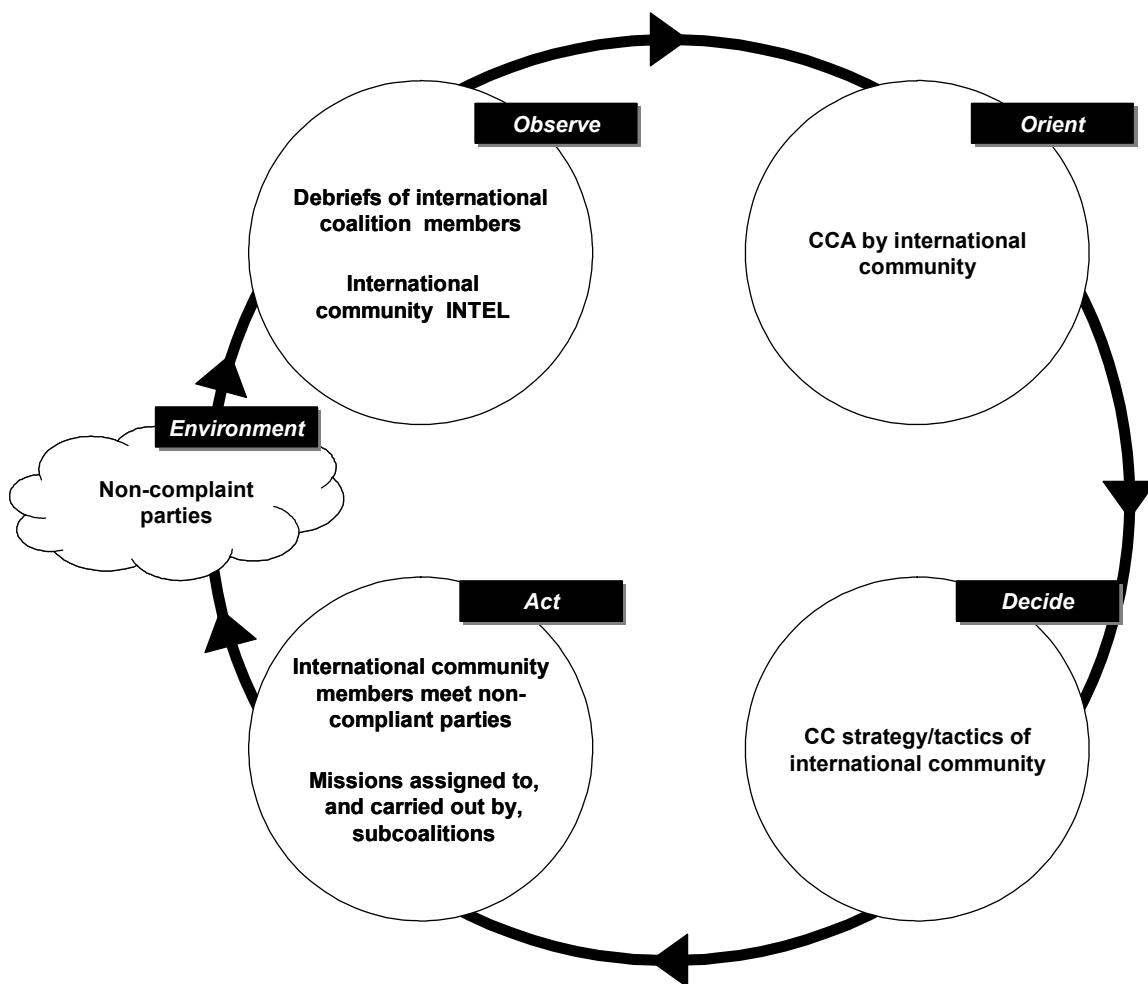 Observe
Debriefs of international
coalition members
International
community INTEL
Orient
CCA by international
community
Environment
Non-complaint
parties
Act
International community
members meet non-
compliant parties
Missions assigned to,
and carried out by,
subcoalitions
Decide
CC strategy/tactics of
international community